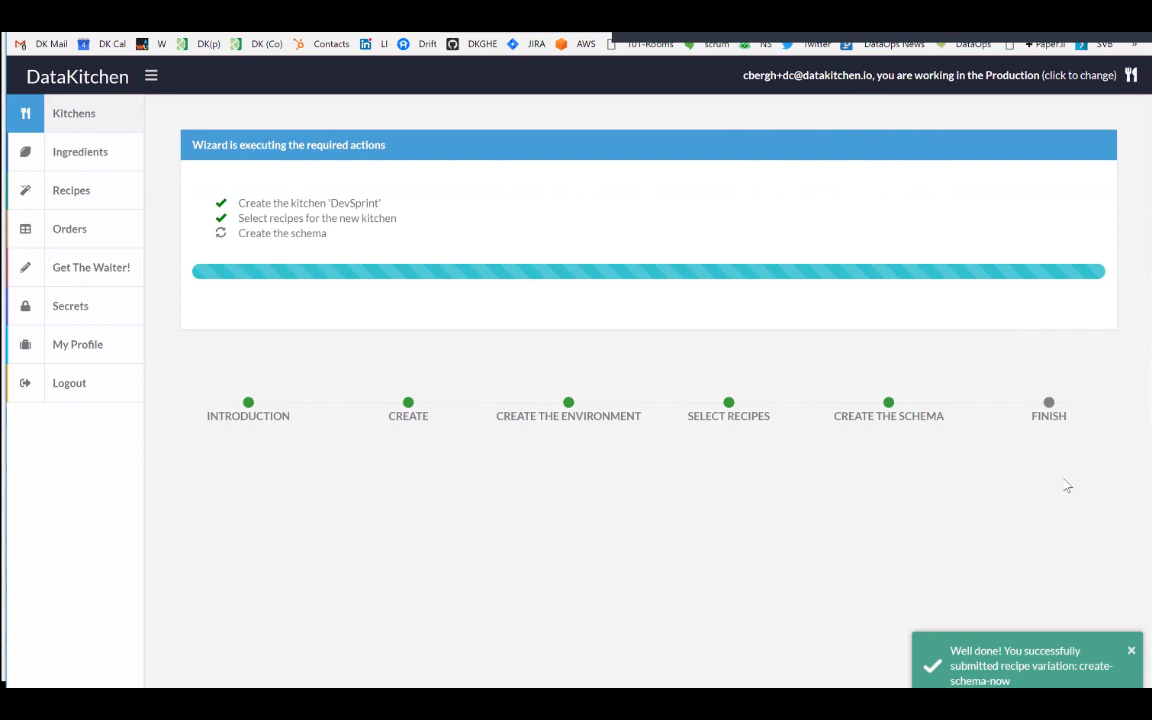 DK Mail DK Cal W DK(p) DK (Co) Contacts LI Drift DKGHE JIRA AWS 101-Rooms scrum NS Twitter DataOps News DataOps Paper.li SVB »
DataKitchen
cbergh+dc@datakitchen.io, you are working in the Production (click to change)
Kitchens
Ingredients
Recipes
Orders
Get The Waiter!
Secrets
My Profile
Logout
Wizard is executing the required actions
Create the kitchen 'DevSprint'
Select recipes for the new kitchen
Create the schema
INTRODUCTION CREATE CREATE THE ENVIRONMENT SELECT RECIPES CREATE THE SCHEMA FINISH
Well done! You successfully
submitted recipe variation: create-
schema-now